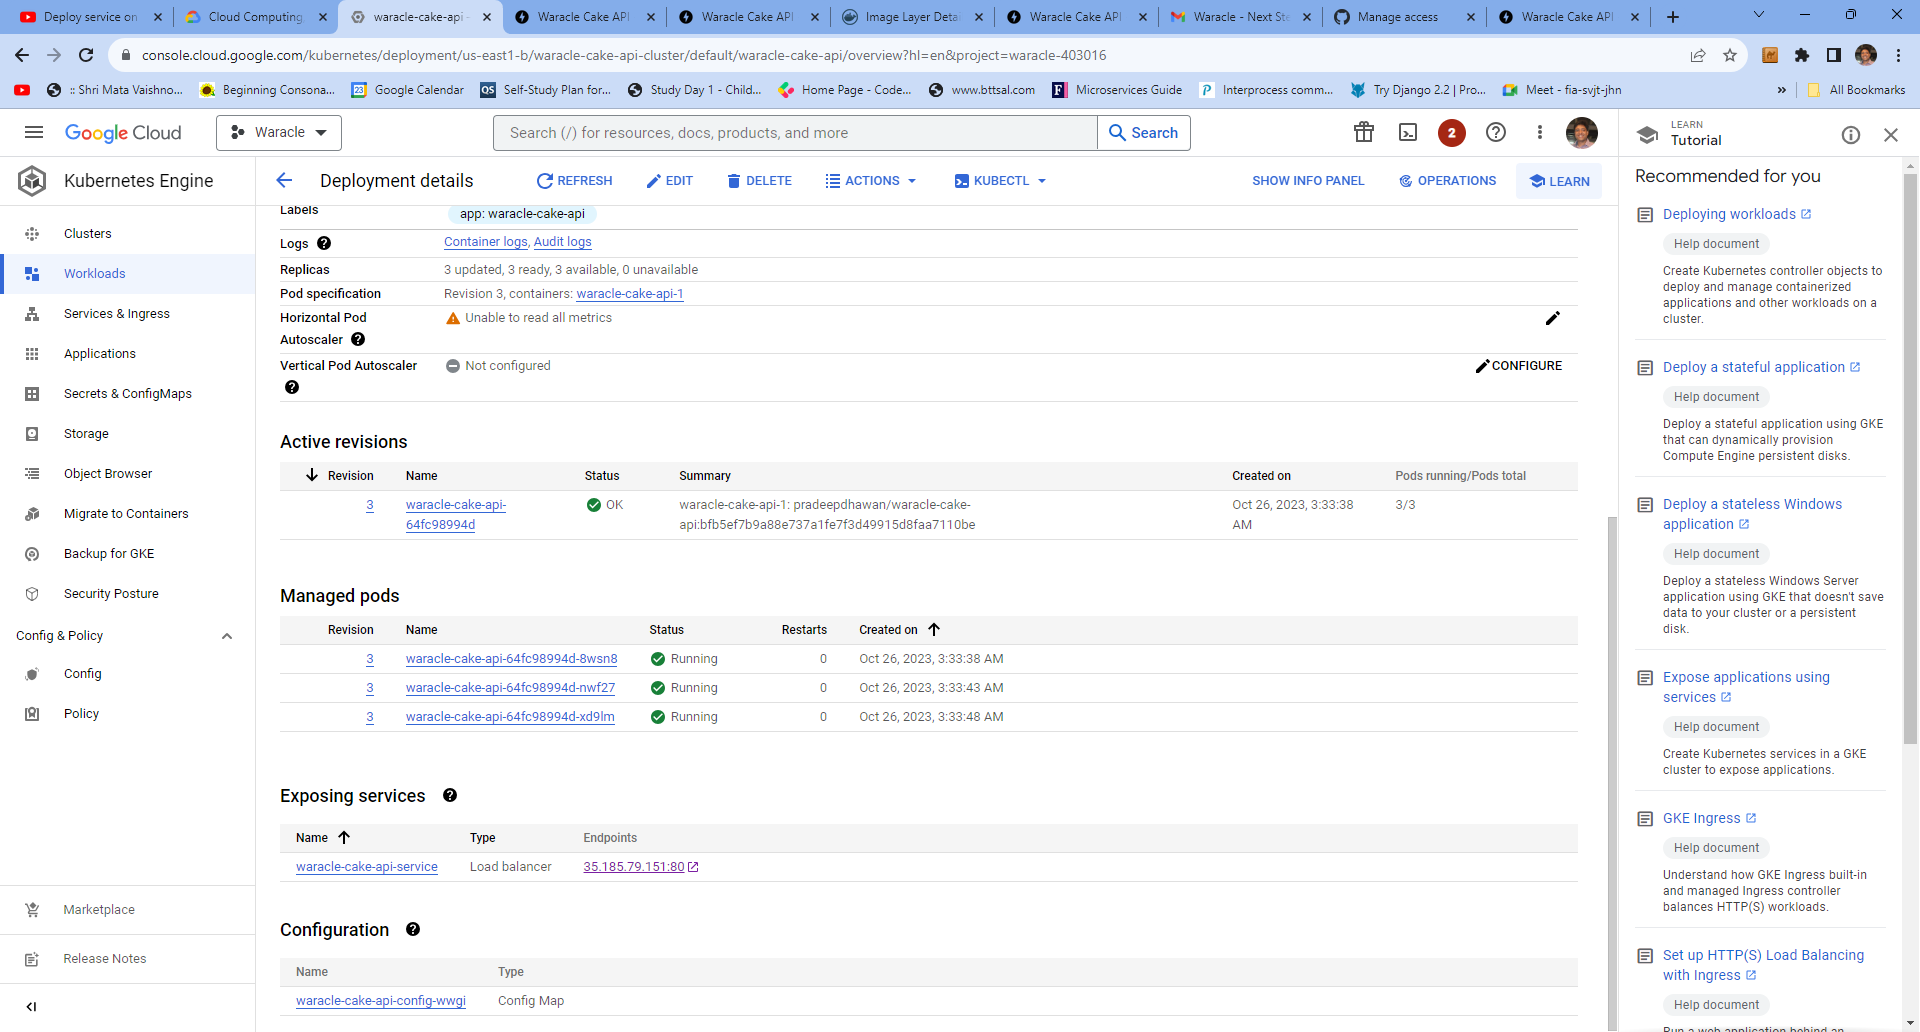 Deploy service on
Cloud Computing
waracle-cake-api -
Waracle Cake API
Waracle Cake API
Image Layer Deta
Waracle Cake API
Waracle - Next Ste
Manage access
Waracle Cake API
console.cloud.google.com/kubernetes/deployment/us-east1-b/waracle-cake-api-cluster/default/waracle-cake-api/overview?hl=en&project=waracle-403016
:: Shri Mata Vaishno...
Beginning Consona...
23 Google Calendar
QS Self-Study Plan for...
Study Day 1 - Child...
Home Page - Code...
www.bttsal.com
F Microservices Guide
P Interprocess comm...
Try Django 2.2 | Pro...
Meet - fia-svjt-jhn
» All Bookmarks
Google Cloud
Waracle
Search (/) for resources, docs, products, and more
Search
2
LEARN
Tutorial
Kubernetes Engine
Clusters
Workloads
Services & Ingress
Applications
Secrets & ConfigMaps
Storage
Object Browser
Migrate to Containers
Backup for GKE
Security Posture
Config & Policy
Config
Policy
Marketplace
Release Notes
Deployment details
REFRESH
EDIT
DELETE
ACTIONS
KUBECTL
SHOW INFO PANEL
OPERATIONS
LEARN
Labels app: waracle-cake-api
Logs Container logs, Audit logs
Replicas 3 updated, 3 ready, 3 available, 0 unavailable
Pod specification Revision 3, containers: waracle-cake-api-1
Horizontal Pod Unable to read all metrics
Autoscaler
Vertical Pod Autoscaler Not configured CONFIGURE
Active revisions
Revision Name Status Summary Created on Pods running/Pods total
3 waracle-cake-api- OK waracle-cake-api-1: pradeepdhawan/waracle-cake- Oct 26, 2023, 3:33:38 3/3
64fc98994d api:bfb5ef7b9a88e737a1fe7f3d49915d8faa7110be AM
Managed pods
Revision Name Status Restarts Created on
3 waracle-cake-api-64fc98994d-8wsn8 Running 0 Oct 26, 2023, 3:33:38 AM
3 waracle-cake-api-64fc98994d-nwf27 Running 0 Oct 26, 2023, 3:33:43 AM
3 waracle-cake-api-64fc98994d-xd9lm Running 0 Oct 26, 2023, 3:33:48 AM
Exposing services
Name Type Endpoints
waracle-cake-api-service Load balancer 35.185.79.151:80
Configuration
Name Type
waracle-cake-api-config-wwgi Config Map
Recommended for you
Deploying workloads
Help document
Create Kubernetes controller objects to
deploy and manage containerized
applications and other workloads on a
cluster.
Deploy a stateful application
Help document
Deploy a stateful application using GKE
that can dynamically provision
Compute Engine persistent disks.
Deploy a stateless Windows
application
Help document
Deploy a stateless Windows Server
application using GKE that doesn't save
data to your cluster or a persistent
disk.
Expose applications using
services
Help document
Create Kubernetes services in a GKE
cluster to expose applications.
GKE Ingress
Help document
Understand how GKE Ingress built-in
and managed Ingress controller
balances HTTP(S) workloads.
Set up HTTP(S) Load Balancing
with Ingress
Help document
Run a web application behind an